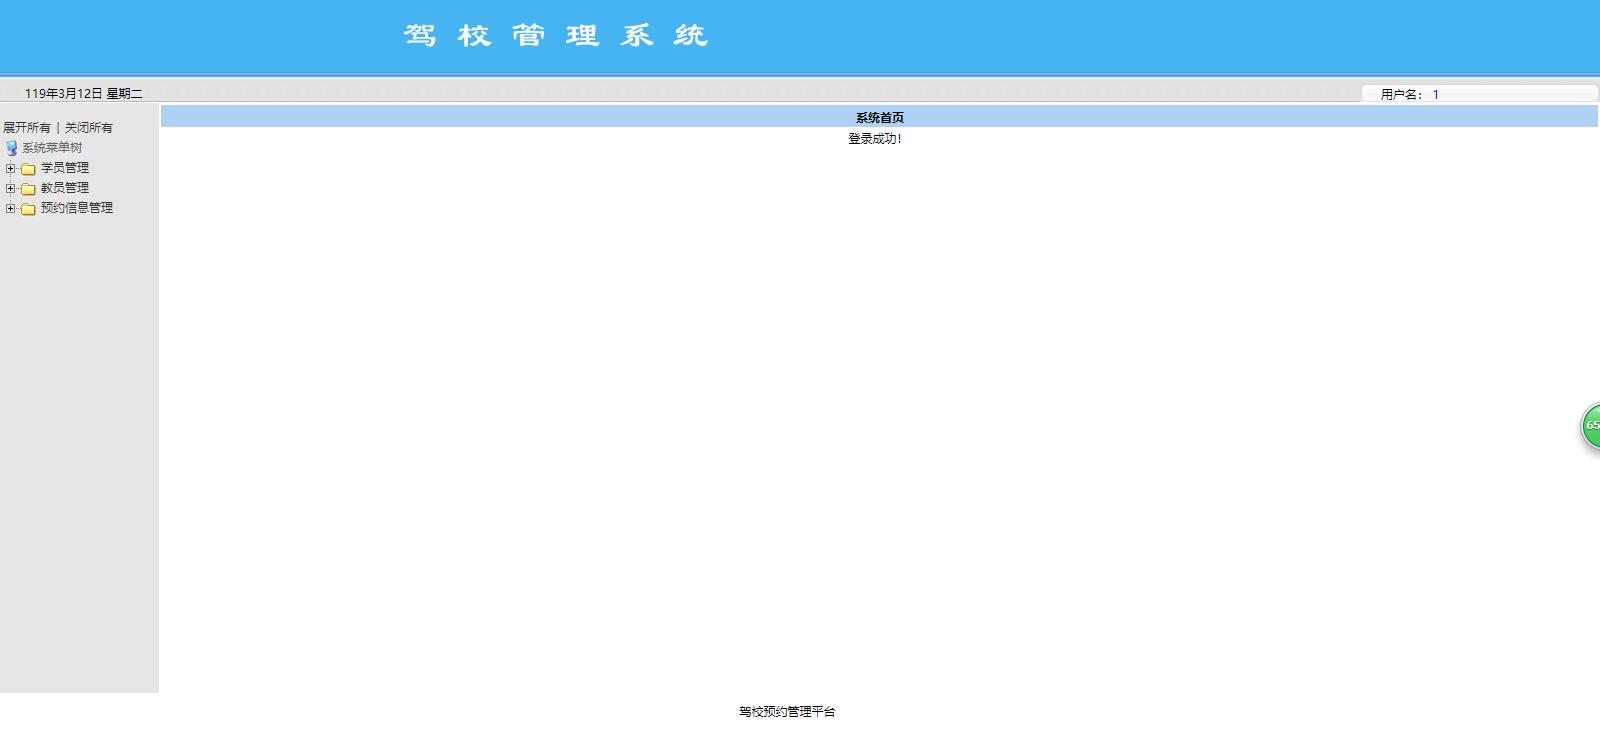 驾校管理系统
119年3月12日 星期二
用户名： 1
展开所有 | 关闭所有
系统菜单树
学员管理
教员管理
预约信息管理
系统首页
登录成功!
65
驾校预约管理平台